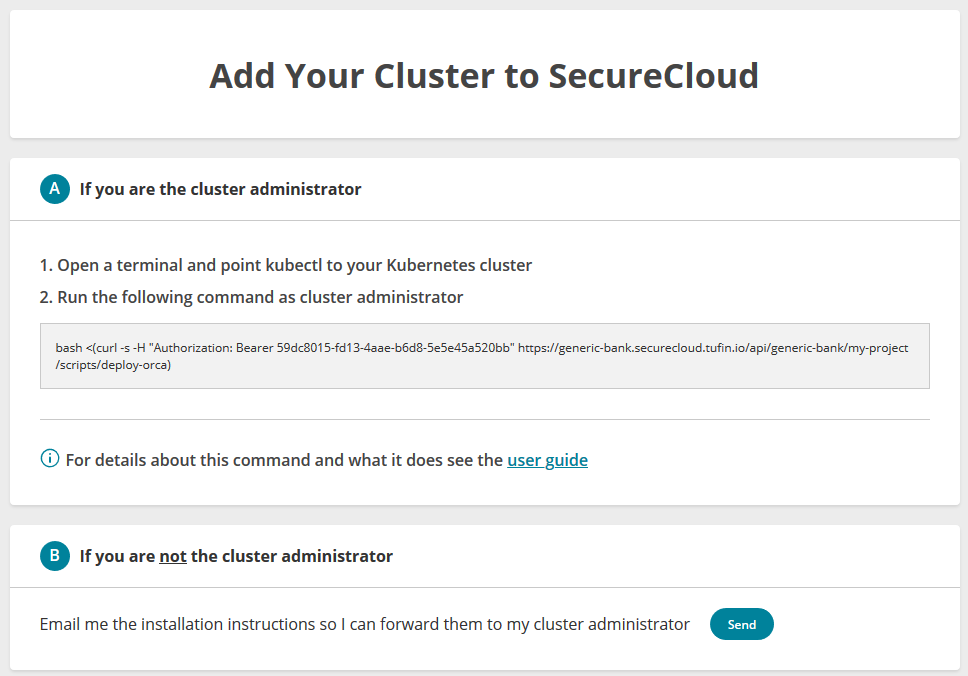 Add Your Cluster to SecureCloud
A If you are the cluster administrator
1. Open a terminal and point kubectl to your Kubernetes cluster
2. Run the following command as cluster administrator
bash <(curl -s -H "Authorization: Bearer 59dc8015-fd13-4aae-b6d8-5e5e45a520bb" https://generic-bank.securecloud.tufin.io/api/generic-bank/my-project
/scripts/deploy-orca)
For details about this command and what it does see the user guide
B If you are not the cluster administrator
Email me the installation instructions so I can forward them to my cluster administrator Send